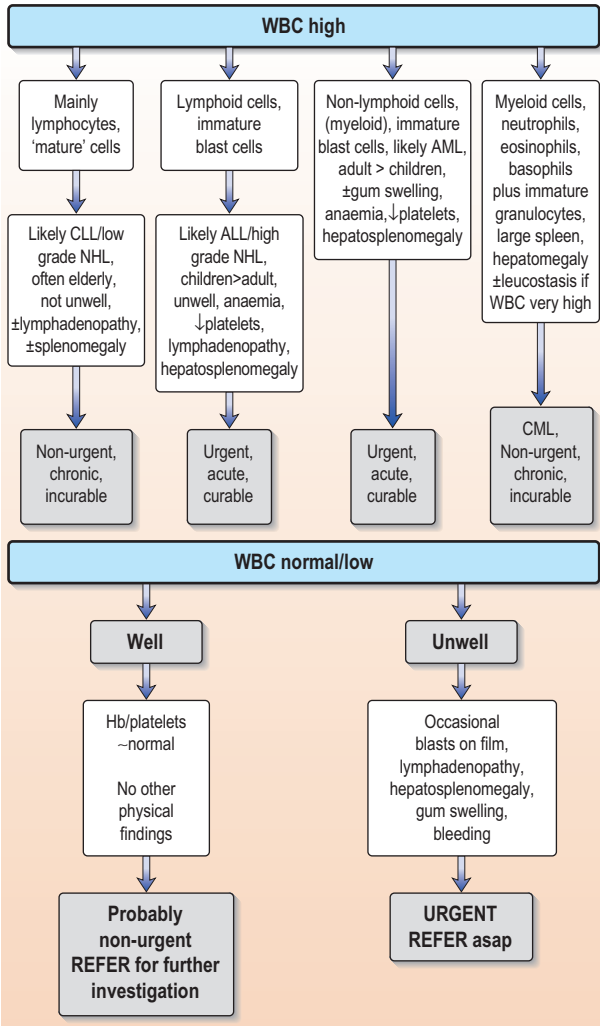 WBC high
Mainly
lymphocytes,
‘mature’ cells
Likely CLL/low
grade NHL,
often elderly,
not unwell,
±lymphadenopathy,
±splenomegaly
Non-urgent,
chronic,
incurable
Lymphoid cells,
immature
blast cells
Likely ALL/high
grade NHL,
children>adult,
unwell, anaemia,
↓platelets,
lymphadenopathy,
hepatosplenomegaly
Urgent,
acute,
curable
Non-lymphoid cells,
(myeloid), immature
blast cells, likely AML,
adult > children,
±gum swelling,
anaemia,↓platelets,
hepatosplenomegaly
Urgent,
acute,
curable
Myeloid cells,
neutrophils,
eosinophils,
basophils
plus immature
granulocytes,
large spleen,
hepatomegaly
±leucostasis if
WBC very high
CML,
Non-urgent,
chronic,
incurable
WBC normal/low
Well
Hb/platelets
~normal
No other
physical
findings
Probably
non-urgent
REFER for further
investigation
Unwell
Occasional
blasts on film,
lymphadenopathy,
hepatosplenomegaly,
gum swelling,
bleeding
URGENT
REFER asap